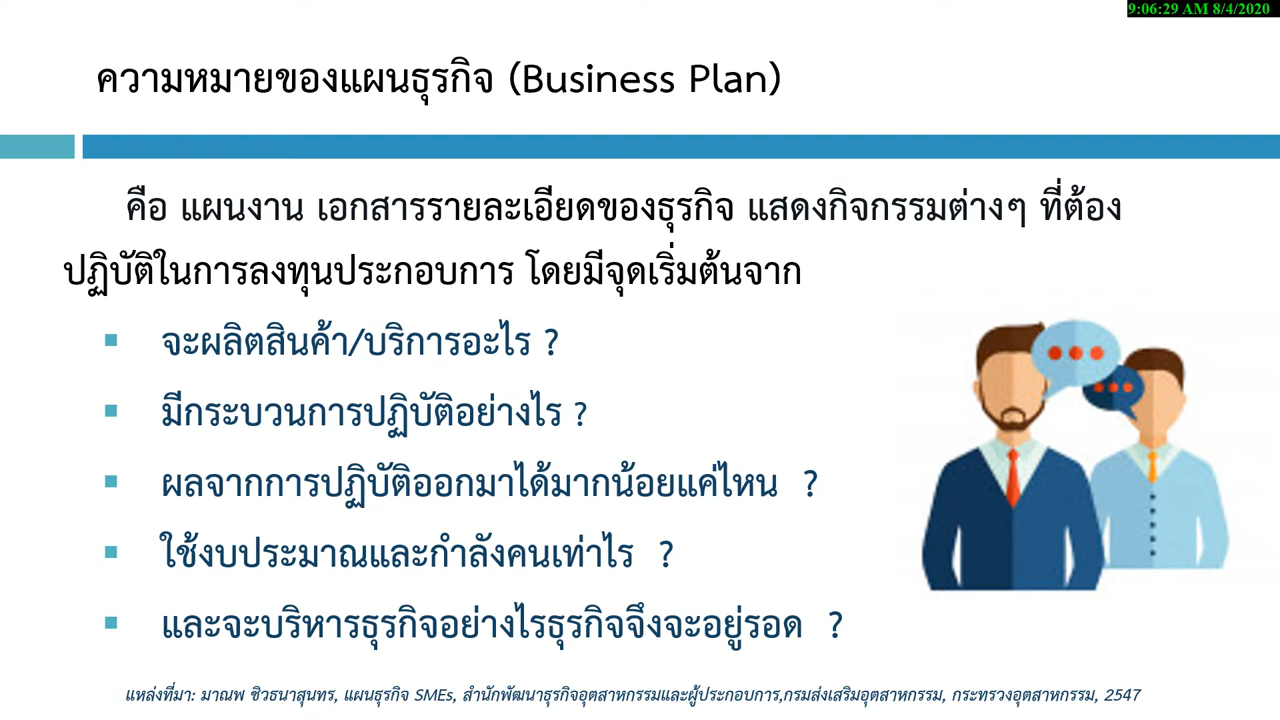 9:06:29 AM 8/4/2020
ความหมายของแผนธุรกิจ (Business Plan)
คือ แผนงาน เอกสารรายละเอียดของธุรกิจ แสดงกิจกรรมต่างๆ ที่ต้อง
ปฏิบัติในการลงทุนประกอบการ โดยมีจุดเริ่มต้นจาก
▪ จะผลิตสินค้า/บริการอะไร ?
▪ มีกระบวนการปฏิบัติอย่างไร ?
▪ ผลจากการปฏิบัติออกมาได้มากน้อยแค่ไหน ?
▪ ใช้งบประมาณและกำลังคนเท่าไร ?
▪ และจะบริหารธุรกิจอย่างไรธุรกิจจึงจะอยู่รอด ?
แหล่งที่มา: มาณพ ชิวธนาสุนทร, แผนธุรกิจ SMEs, สำนักพัฒนาธุรกิจอุตสาหกรรมและผู้ประกอบการ,กรมส่งเสริมอุตสาหกรรม, กระทรวงอุตสาหกรรม, 2547